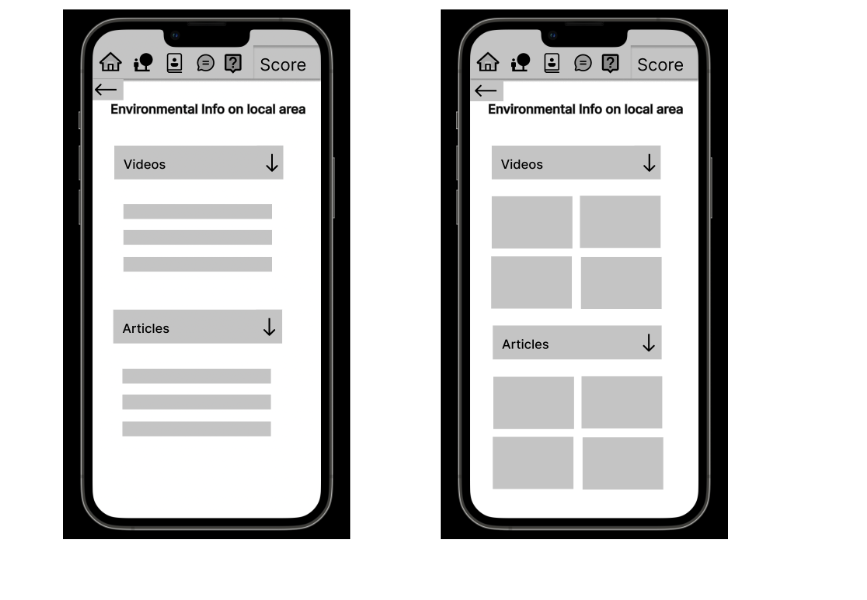 Score
Environmental Info on local area
Videos
Articles
Score
Environmental Info on local area
Videos
Articles